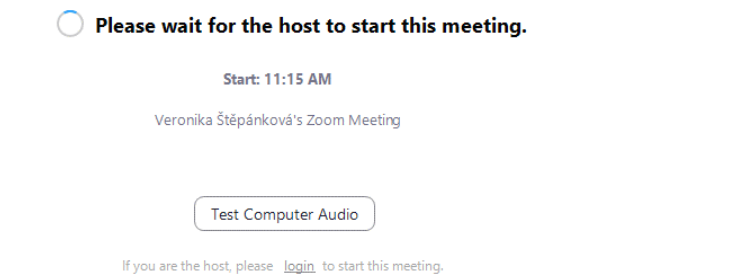 Please wait for the host to start this meeting.
Start: 11:15 AM
Veronika Štěpánková's Zoom Meeting
Test Computer Audio
If you are the host, please login to start this meeting.